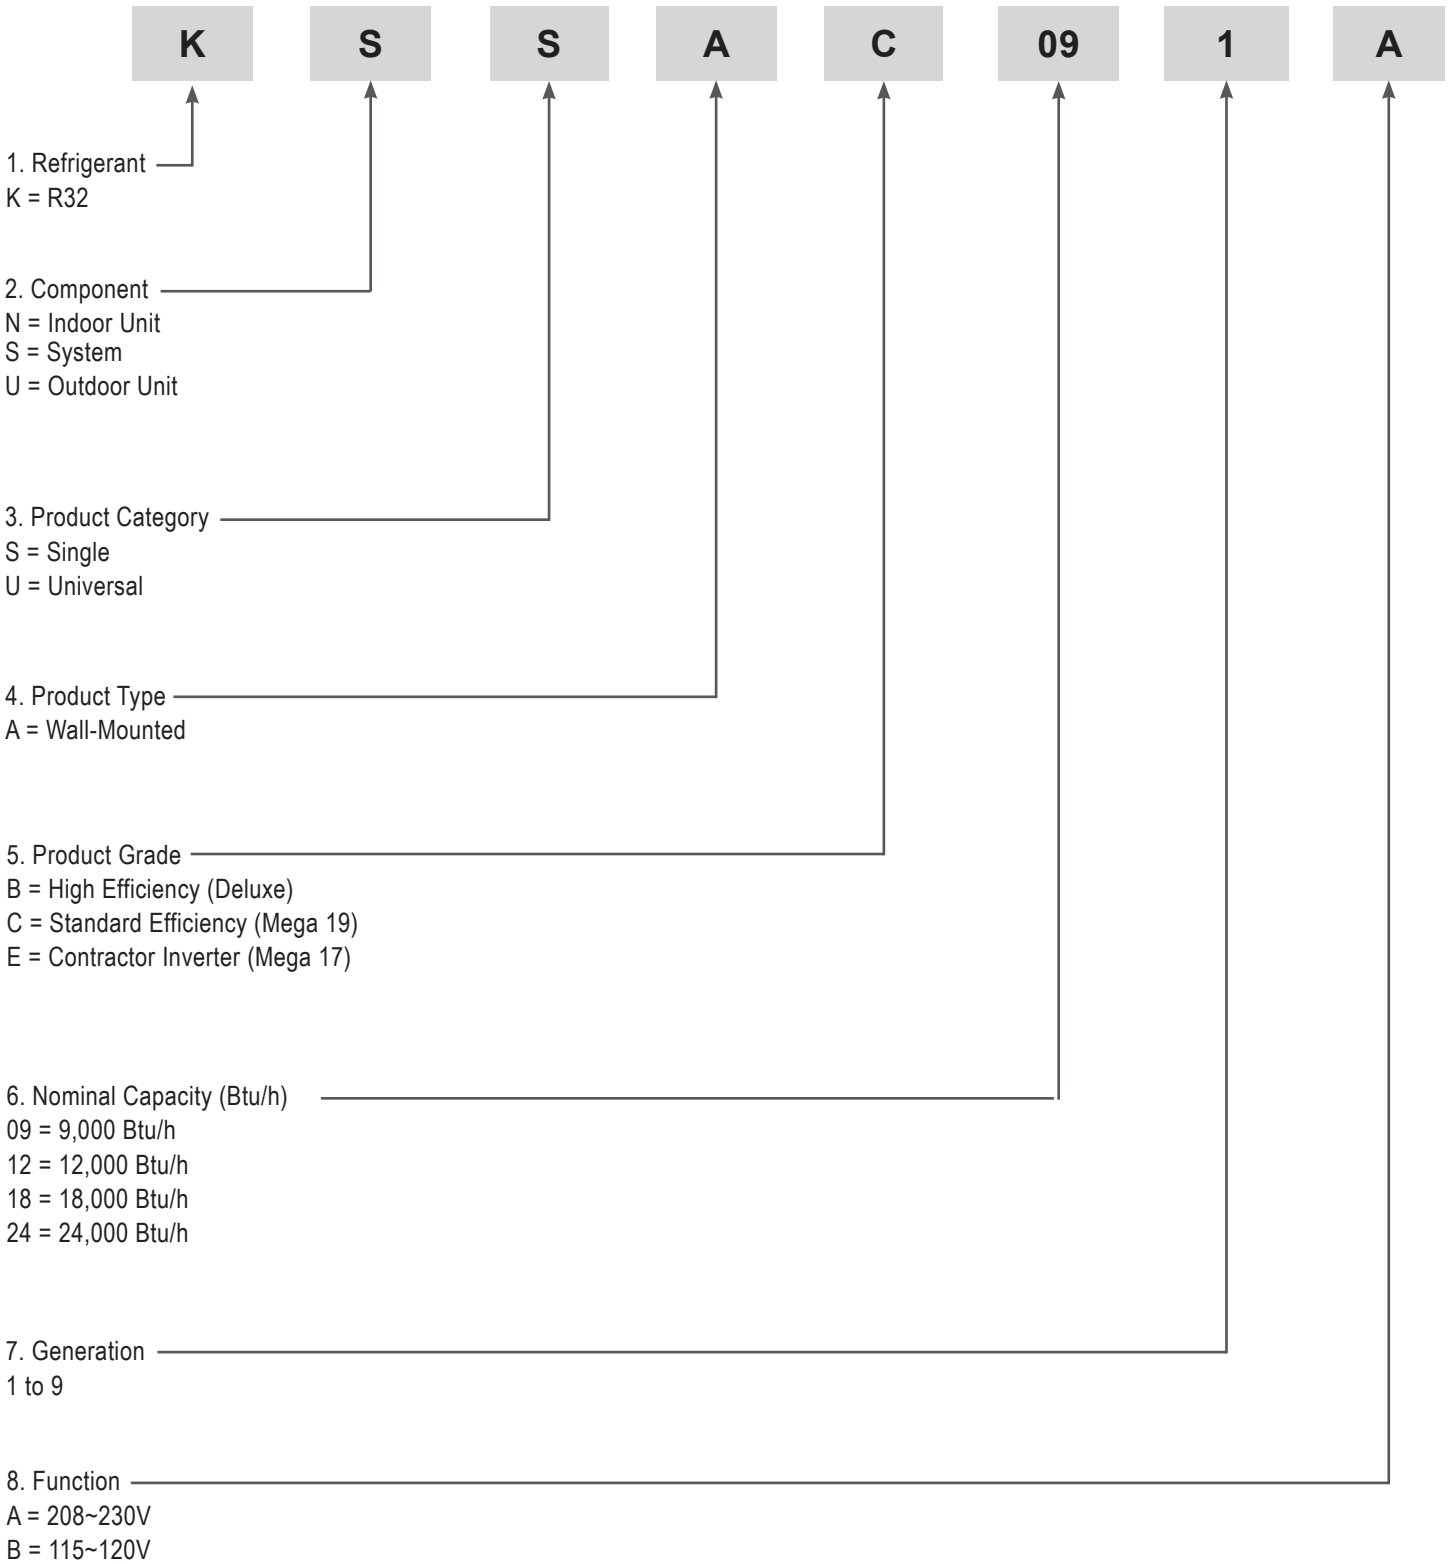 K S S A C 09 1 A
1. Refrigerant
K = R32
2. Component
N = Indoor Unit
S = System
U = Outdoor Unit
3. Product Category
S = Single
U = Universal
4. Product Type
A = Wall-Mounted
5. Product Grade
B = High Efficiency (Deluxe)
C = Standard Efficiency (Mega 19)
E = Contractor Inverter (Mega 17)
6. Nominal Capacity (Btu/h)
09 = 9,000 Btu/h
12 = 12,000 Btu/h
18 = 18,000 Btu/h
24 = 24,000 Btu/h
7. Generation
1 to 9
8. Function
A = 208~230V
B = 115~120V